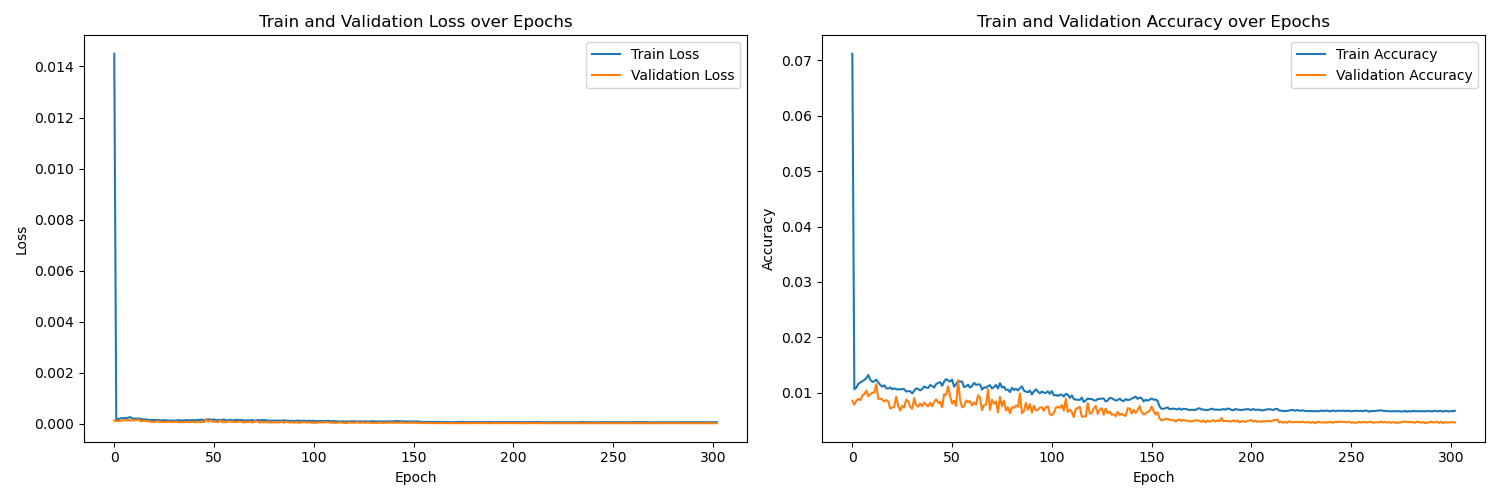 Train and Validation Loss over Epochs
Train Loss
Validation Loss
0.014
0.012
0.010
0.008
0.006
0.004
0.002
0.000
Loss
0
50
100
150
200
250
300
Epoch
Train and Validation Accuracy over Epochs
Train Accuracy
Validation Accuracy
0.07
0.06
0.05
0.04
0.03
0.02
0.01
Accuracy
0
50
100
150
200
250
300
Epoch